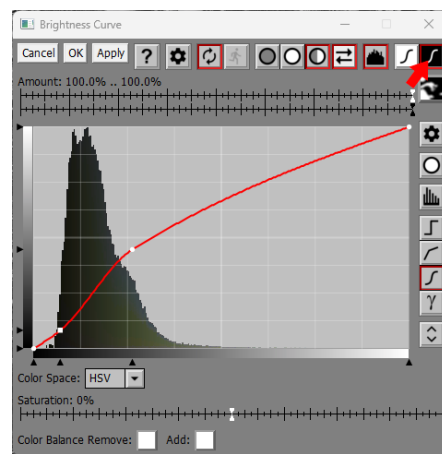 Brightness Curve
Cancel OK Apply ?
Amount: 100.0% .. 100.0%
γ
Color Space: HSV
Saturation: 0%
Color Balance Remove: Add: